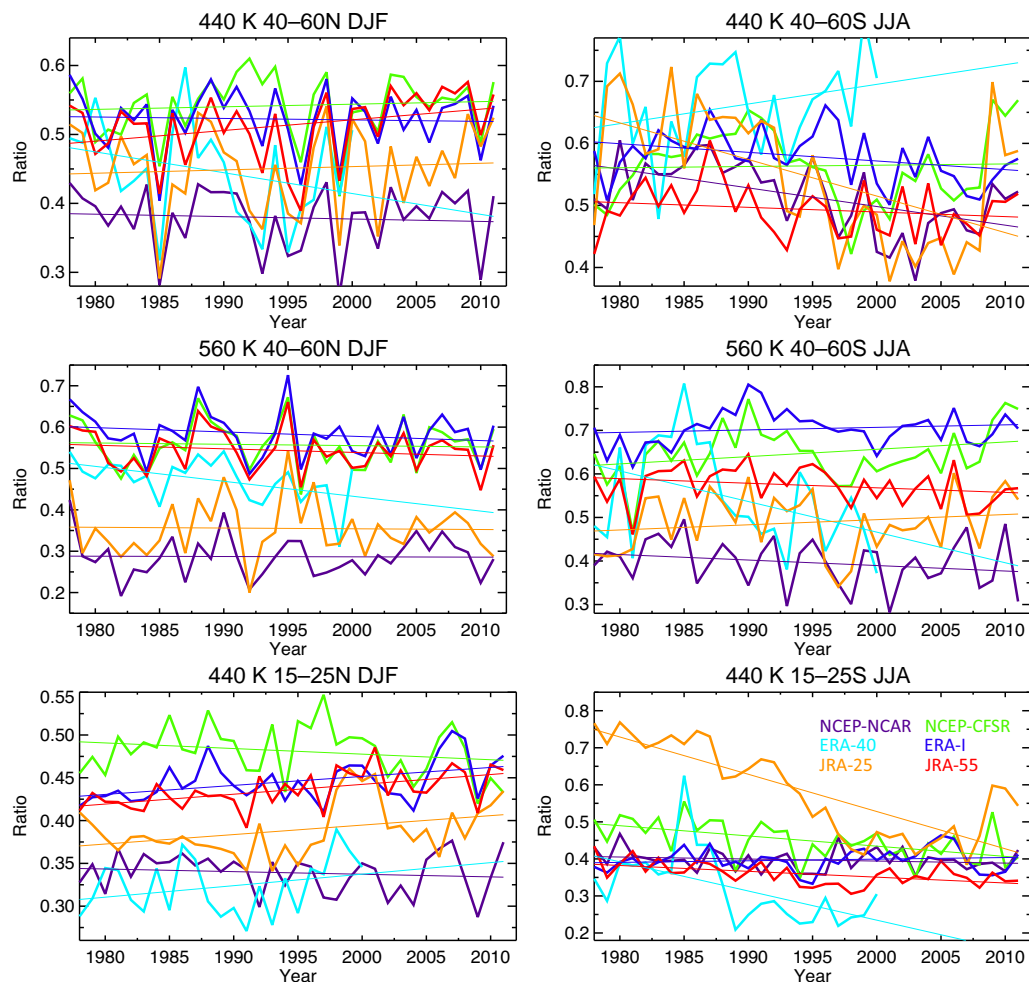 440 K 40–60N DJF
Ratio
0.6
0.5
0.4
0.3
1980 1985 1990 1995 2000 2005 2010
Year
440 K 40–60S JJA
Ratio
0.7
0.6
0.5
0.4
1980 1985 1990 1995 2000 2005 2010
Year
560 K 40–60N DJF
Ratio
0.7
0.6
0.5
0.4
0.3
0.2
1980 1985 1990 1995 2000 2005 2010
Year
560 K 40–60S JJA
Ratio
0.8
0.7
0.6
0.5
0.4
0.3
1980 1985 1990 1995 2000 2005 2010
Year
440 K 15–25N DJF
Ratio
0.55
0.50
0.45
0.40
0.35
0.30
1980 1985 1990 1995 2000 2005 2010
Year
440 K 15–25S JJA
NCEP-NCAR NCEP-CFSR
ERA-40 ERA-I
JRA-25 JRA-55
Ratio
0.8
0.7
0.6
0.5
0.4
0.3
0.2
1980 1985 1990 1995 2000 2005 2010
Year